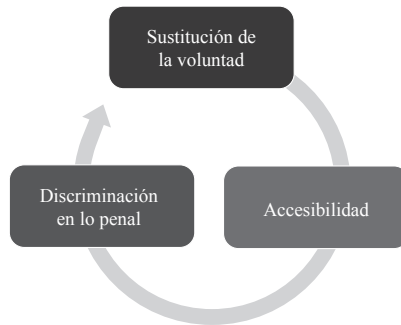 Sustitución de
la voluntad
Discriminación
en lo penal
Accesibilidad